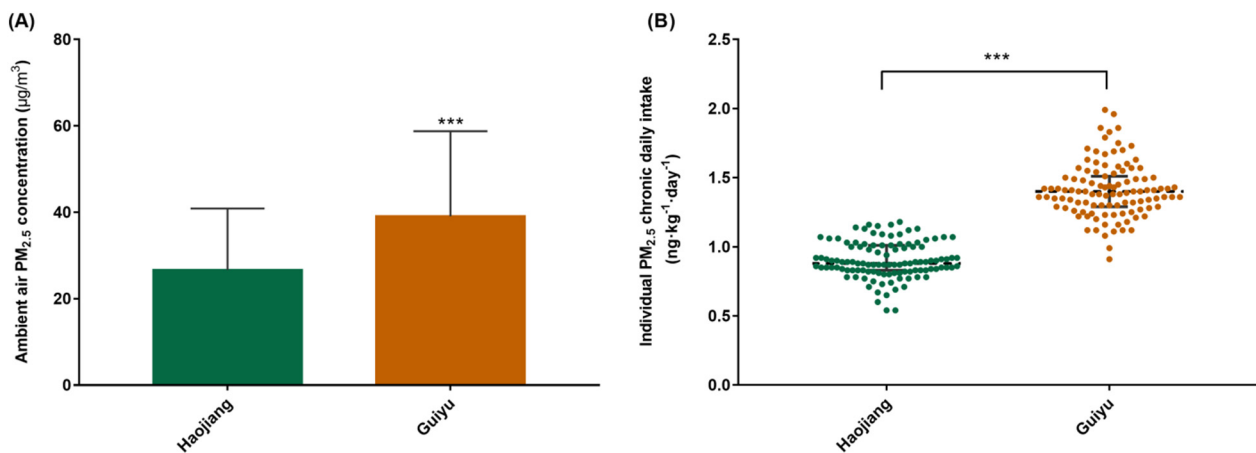 (A)
Ambient air PM2.5 concentration (µg/m³)
80
60
40
20
0
***
Haojiang
Guiyu
(B)
Individual PM2.5 chronic daily intake
(ng·kg⁻¹·day⁻¹)
2.5
2.0
1.5
1.0
0.5
0.0
***
Haojiang
Guiyu